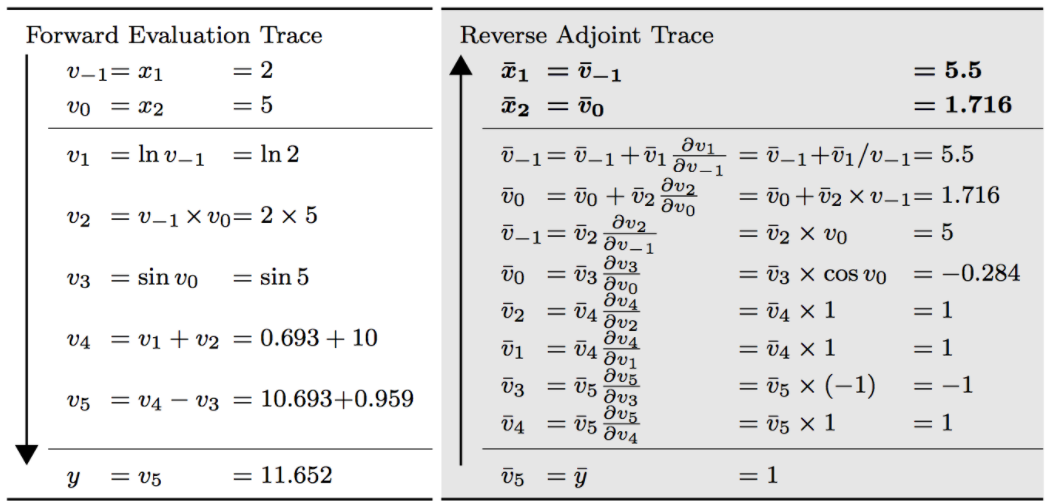 Forward Evaluation Trace
v₋₁= x₁ = 2
v₀ = x₂ = 5
v₁ = ln v₋₁ = ln 2
v₂ = v₋₁ × v₀= 2 × 5
v₃ = sin v₀ = sin 5
v₄ = v₁ + v₂ = 0.693 + 10
v₅ = v₄ − v₃ = 10.693+0.959
y = v₅ = 11.652
Reverse Adjoint Trace
x̄₁ = v̄₋₁ = 5.5
x̄₂ = v̄₀ = 1.716
v̄₋₁= v̄₋₁ + v̄₁ ∂v₁/∂v₋₁ = v̄₋₁+v̄₁/v₋₁= 5.5
v̄₀ = v̄₀ + v̄₂ ∂v₂/∂v₀ = v̄₀+v̄₂ × v₋₁= 1.716
v̄₋₁= v̄₂ ∂v₂/∂v₋₁ = v̄₂ × v₀ = 5
v̄₀ = v̄₃ ∂v₃/∂v₀ = v̄₃ × cos v₀ = −0.284
v̄₂ = v̄₄ ∂v₄/∂v₂ = v̄₄ × 1 = 1
v̄₁ = v̄₄ ∂v₄/∂v₁ = v̄₄ × 1 = 1
v̄₃ = v̄₅ ∂v₅/∂v₃ = v̄₅ × (−1) = −1
v̄₄ = v̄₅ ∂v₅/∂v₄ = v̄₅ × 1 = 1
v̄₅ = ȳ = 1